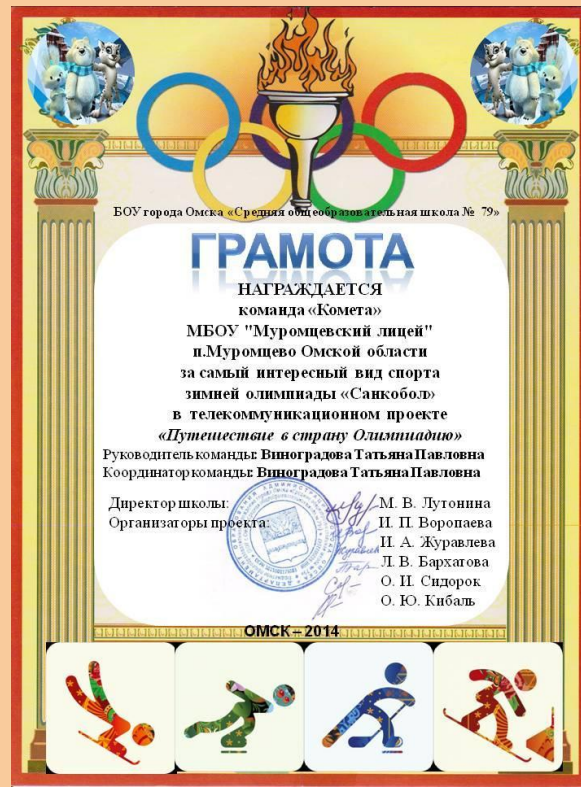 БОУ города Омска «Средняя общеобразовательная школа № 79»
ГРАМОТА
НАГРАЖДАЕТСЯ
команда «Комета»
МБОУ "Муромцевский лицей"
п.Муромцево Омской области
за самый интересный вид спорта
зимней олимпиады «Санкобол»
в телекоммуникационном проекте
«Путешествие в страну Олимпиадию»
Руководитель команды: Виноградова Татьяна Павловна
Координатор команды: Виноградова Татьяна Павловна
Директор школы: М. В. Лутонина
Организаторы проекта: И. П. Воропаева
И. А. Журавлева
Л. В. Бархатова
О. И. Сидорок
О. Ю. Кибаль
ОМСК – 2014